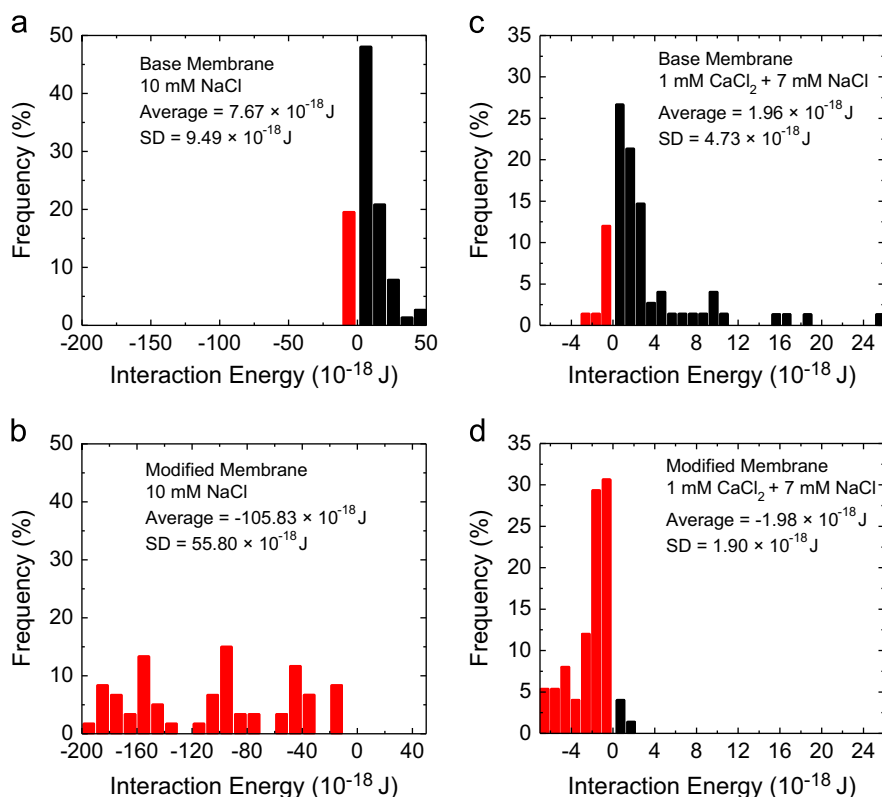 a
Base Membrane
10 mM NaCl
Average = 7.67 × 10⁻¹⁸ J
SD = 9.49 × 10⁻¹⁸ J
Frequency (%)
50
40
30
20
10
0
-200 -150 -100 -50 0 50
Interaction Energy (10⁻¹⁸ J)
c
Base Membrane
1 mM CaCl₂ + 7 mM NaCl
Average = 1.96 × 10⁻¹⁸ J
SD = 4.73 × 10⁻¹⁸ J
Frequency (%)
35
30
25
20
15
10
5
0
-4 0 4 8 12 16 20 24
Interaction Energy (10⁻¹⁸ J)
b
Modified Membrane
10 mM NaCl
Average = -105.83 × 10⁻¹⁸ J
SD = 55.80 × 10⁻¹⁸ J
Frequency (%)
50
40
30
20
10
0
-200 -160 -120 -80 -40 0 40
Interaction Energy (10⁻¹⁸ J)
d
Modified Membrane
1 mM CaCl₂ + 7 mM NaCl
Average = -1.98 × 10⁻¹⁸ J
SD = 1.90 × 10⁻¹⁸ J
Frequency (%)
35
30
25
20
15
10
5
0
-4 0 4 8 12 16 20 24
Interaction Energy (10⁻¹⁸ J)